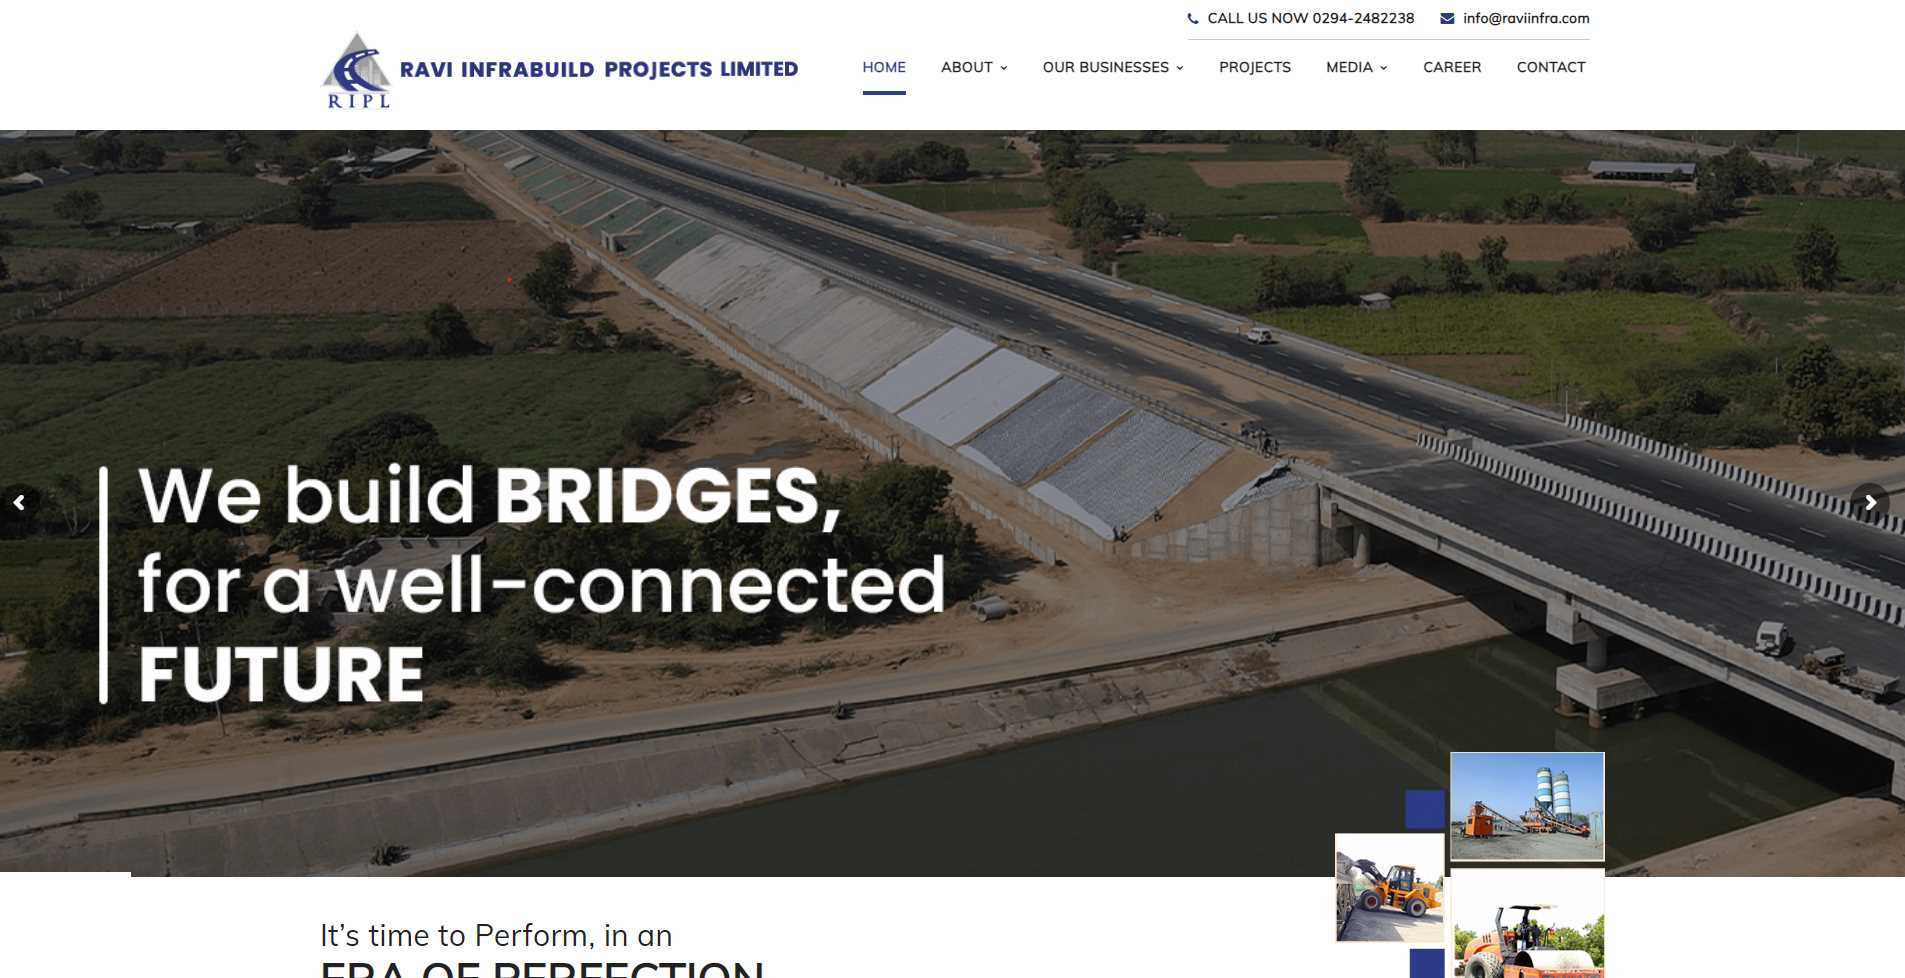 CALL US NOW 0294-2482238 info@raviinfra.com
RIPL
RAVI INFRABUILD PROJECTS LIMITED
HOME ABOUT OUR BUSINESSES PROJECTS MEDIA CAREER CONTACT
We build BRIDGES,
for a well-connected
FUTURE
It's time to Perform, in an
ERA OF PERFECTION